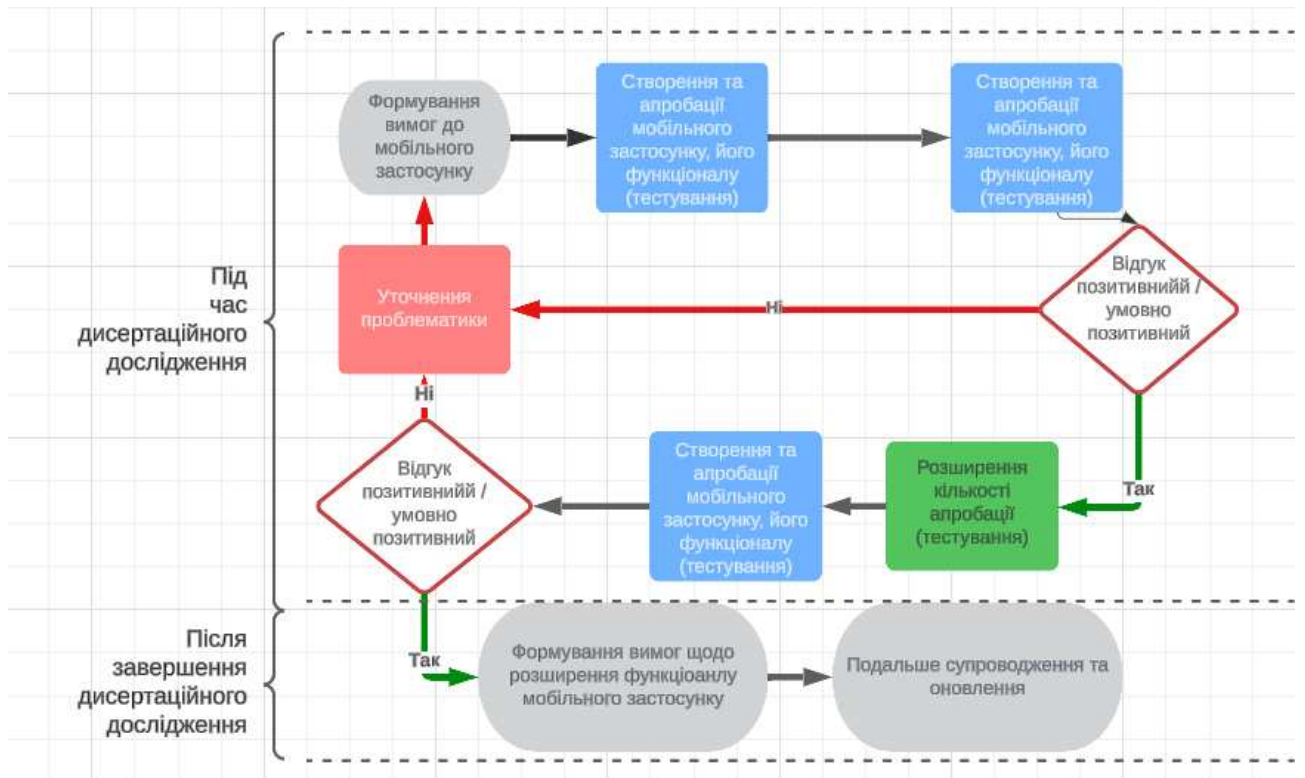 Формування
вимог до
мобільного
застосунку
Створення та
апробації
мобільного
застосунку, його
функціоналу
(тестування)
Створення та
апробації
мобільного
застосунку, його
функціоналу
(тестування)
Під
час
дисертаційного
дослідження
Уточнення
проблематики
Ні
Відгук
позитивнийй /
умовно
позитивний
Ні
Відгук
позитивнийй /
умовно
позитивний
Створення та
апробації
мобільного
застосунку, його
функціоналу
(тестування)
Розширення
кількості
апробації
(тестування)
Так
Після
завершення
дисертаційного
дослідження
Так
Формування вимог щодо
розширення функціоанлу
мобільного застосунку
Подальше супроводження та
оновлення